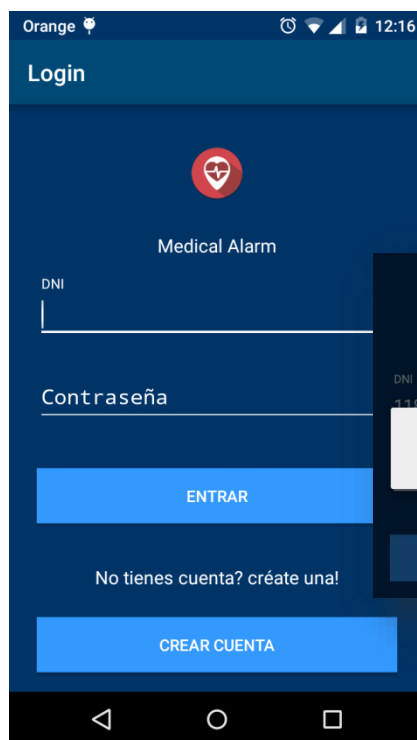 Orange 12:16
Login
Medical Alarm
DNI
Contraseña
DNI
ENTRAR
No tienes cuenta? créate una!
CREAR CUENTA